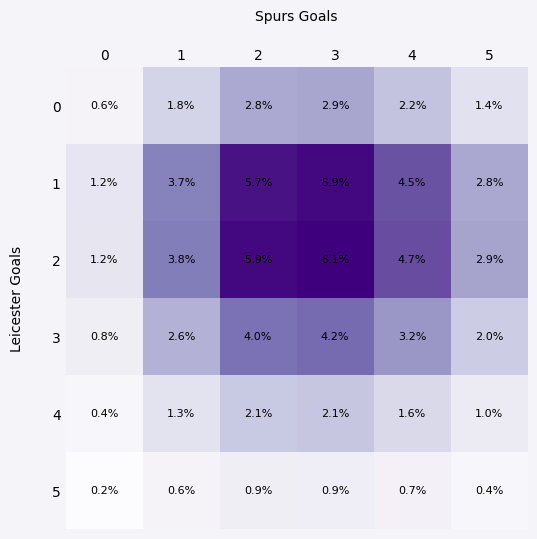 Spurs Goals
0 1 2 3 4 5
0 0.6% 1.8% 2.8% 2.9% 2.2% 1.4%
1 1.2% 3.7% 5.7% 5.9% 4.5% 2.8%
2 1.2% 3.8% 5.9% 6.1% 4.7% 2.9%
3 0.8% 2.6% 4.0% 4.2% 3.2% 2.0%
4 0.4% 1.3% 2.1% 2.1% 1.6% 1.0%
5 0.2% 0.6% 0.9% 0.9% 0.7% 0.4%
Leicester Goals